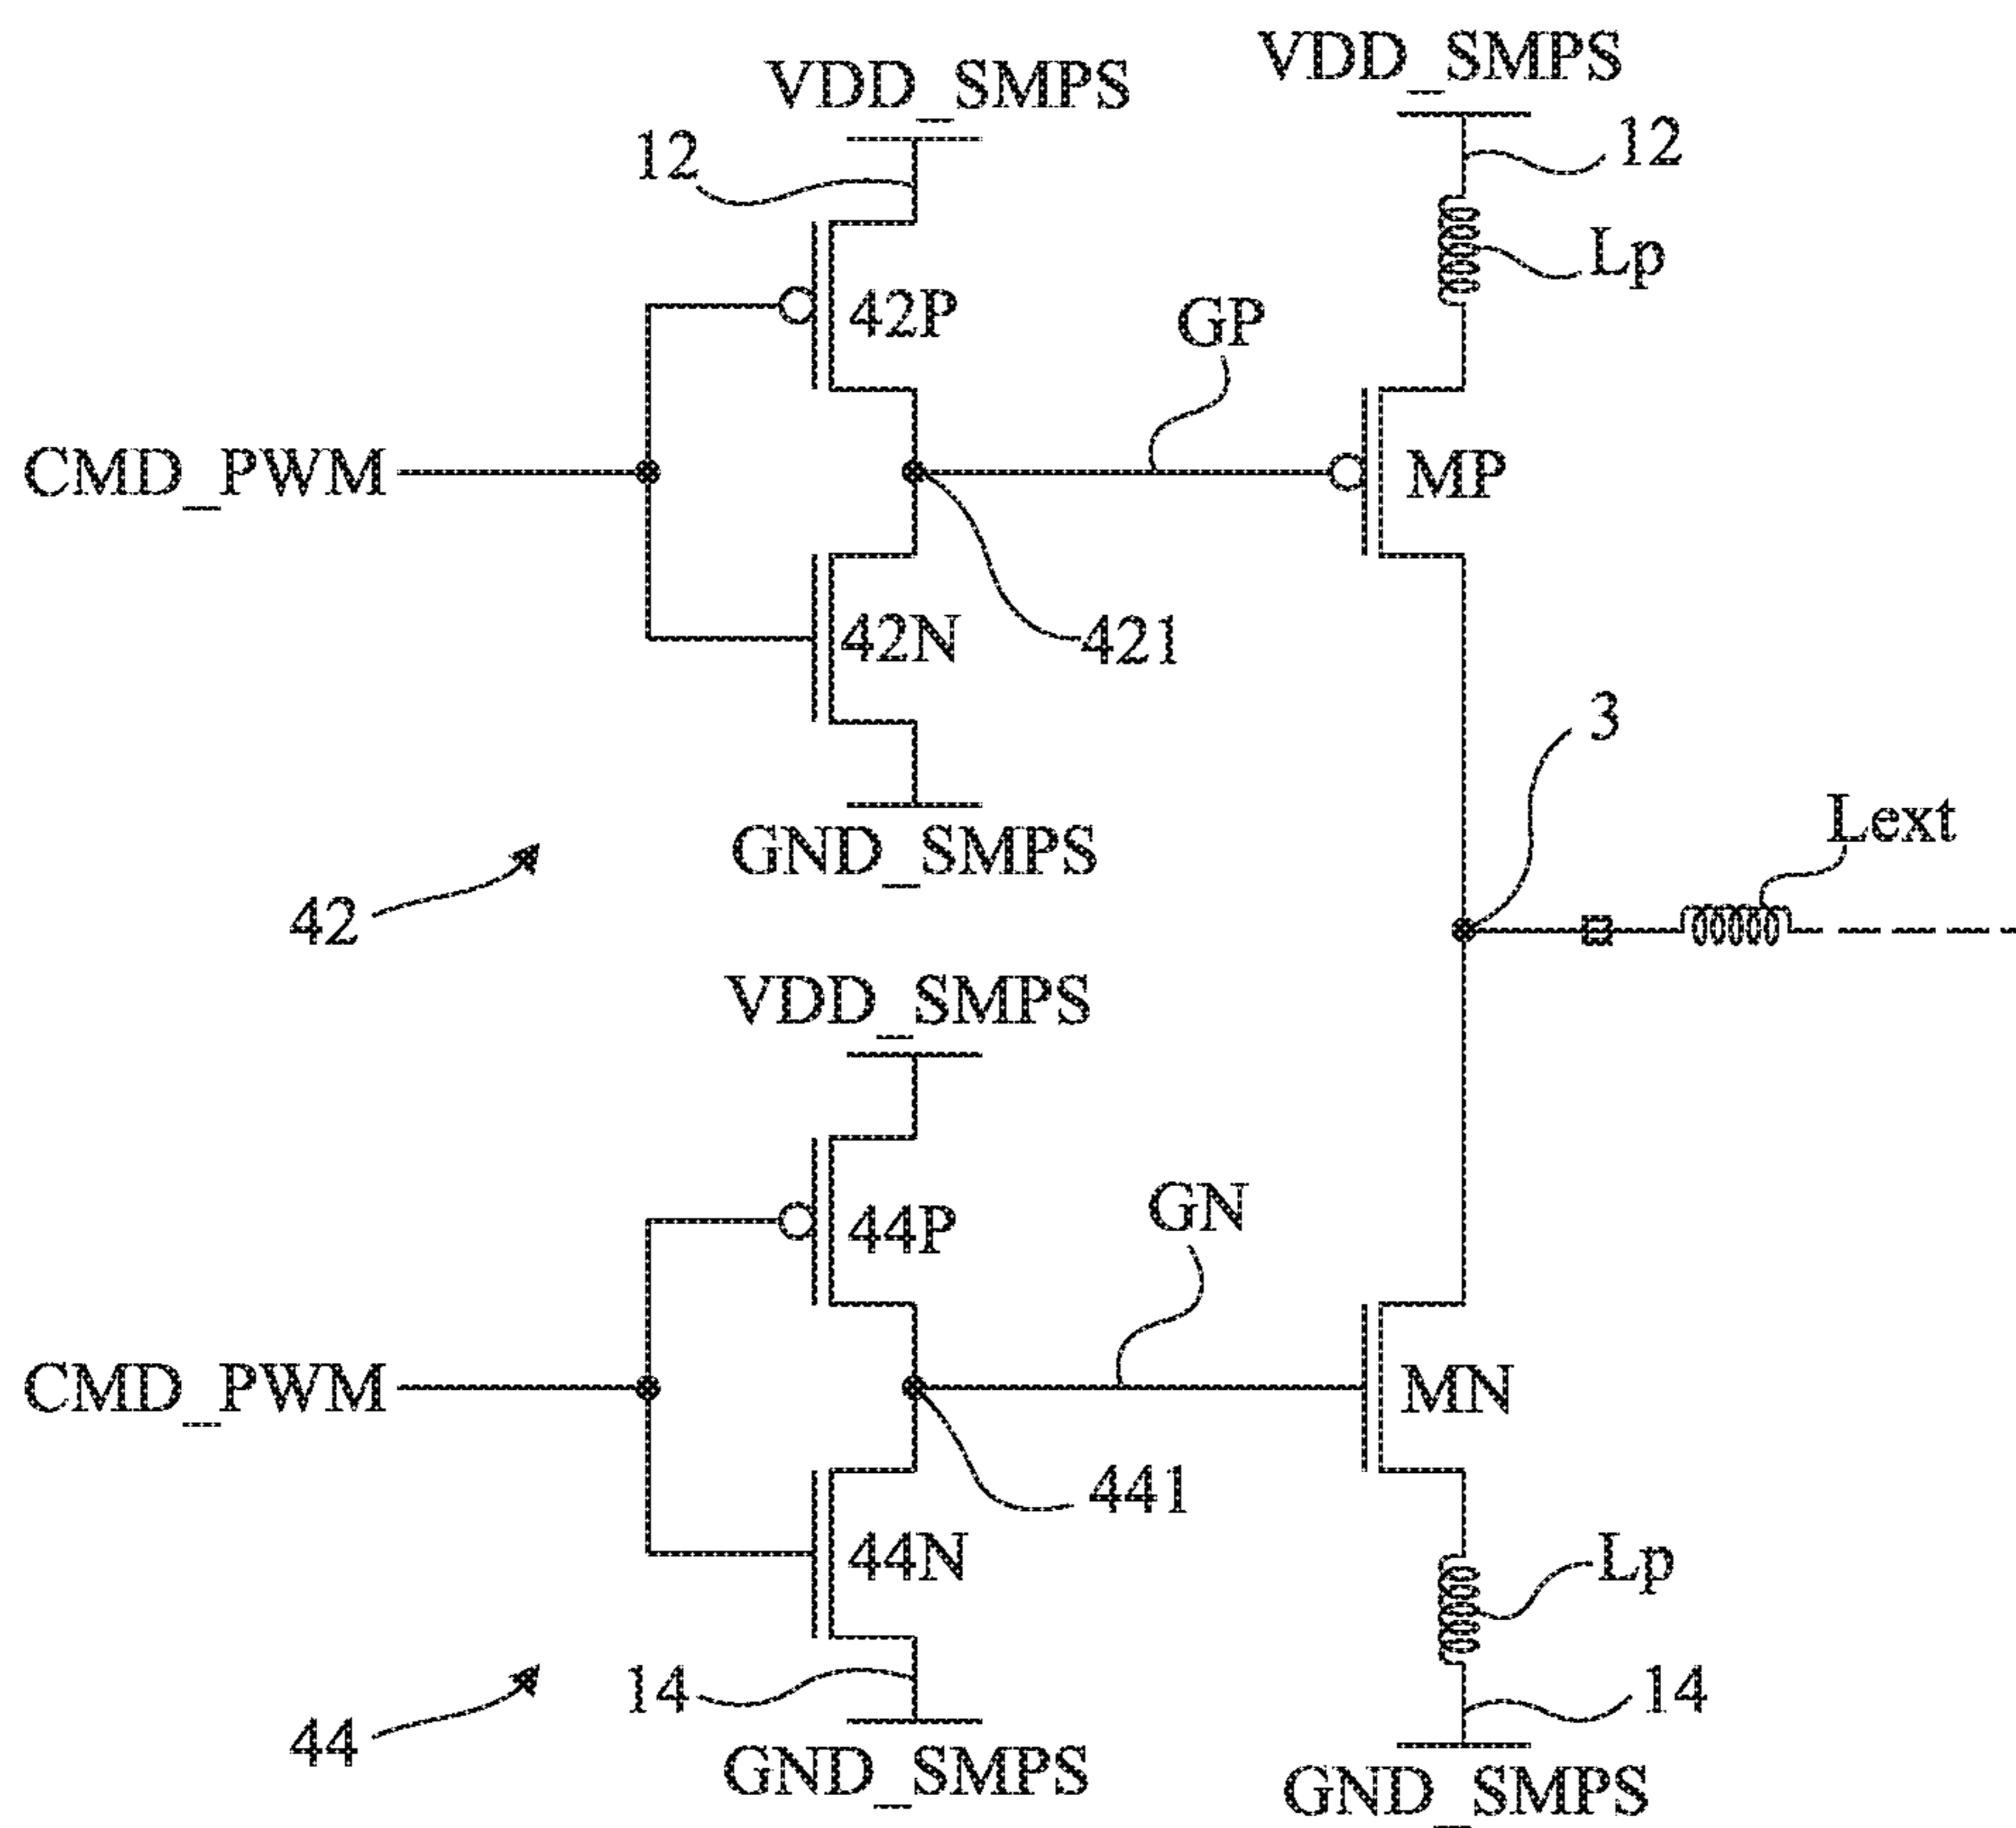 VDD_SMPS
VDD_SMPS
12
12
Lp
42P
GP
CMD_PWM
MP
42N
421
3
GND_SMPS
Lext
42
VDD_SMPS
44P
GN
CMD_PWM
MN
441
44N
Lp
14
14
44
GND_SMPS
GND_SMPS